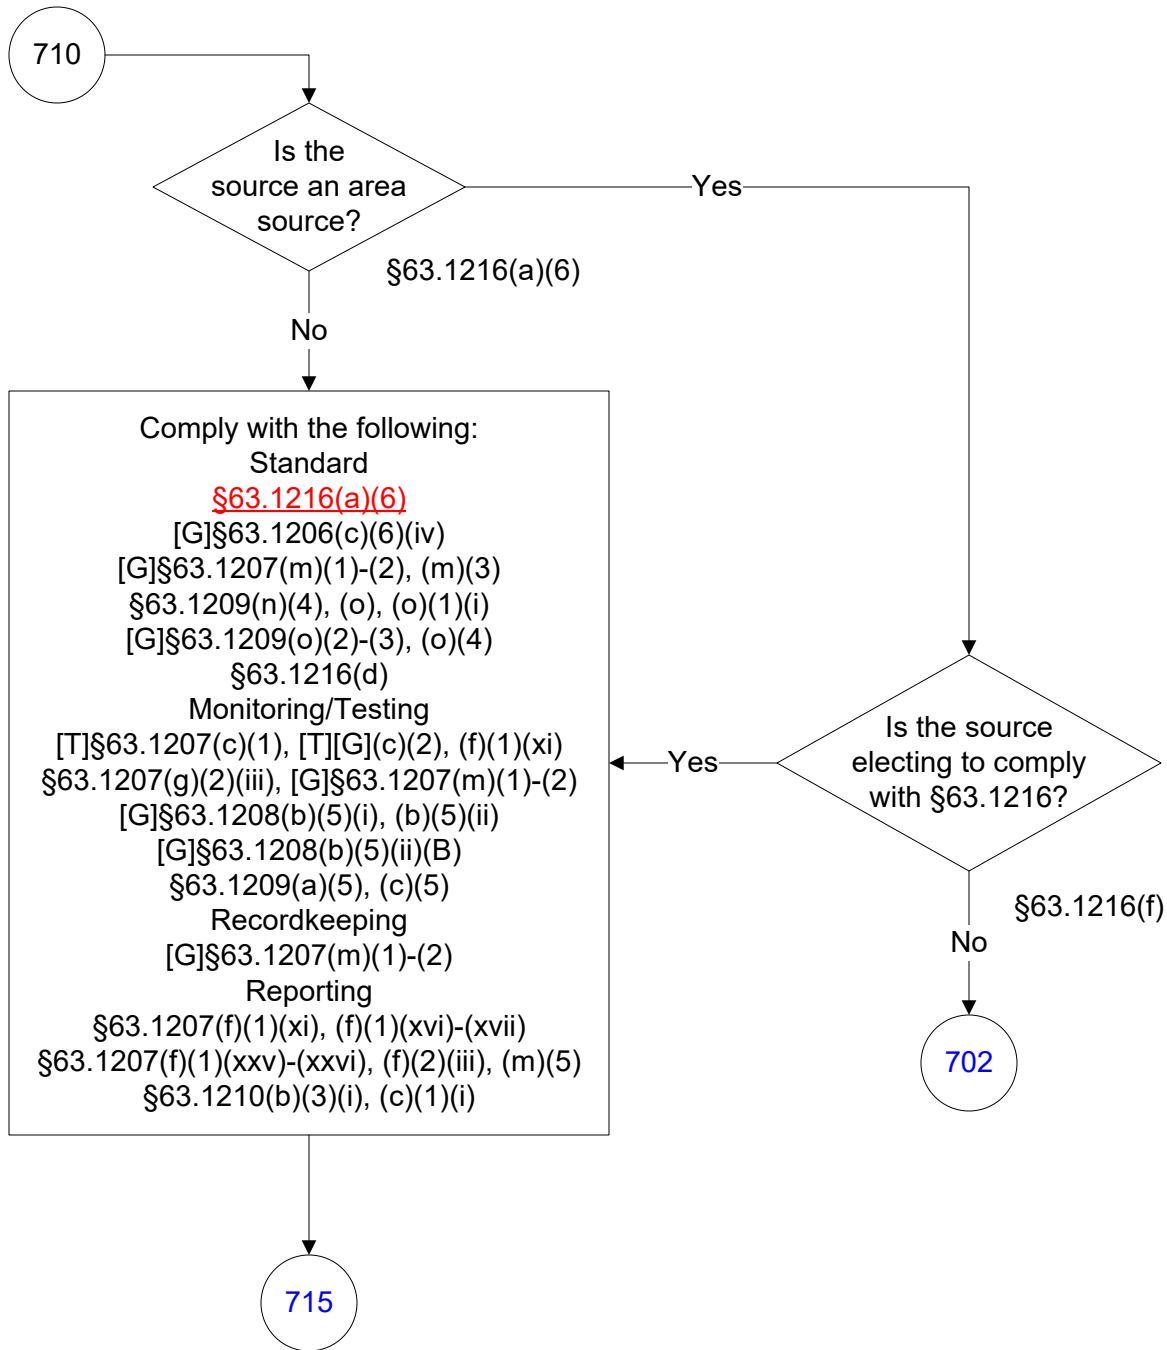 710
Is the
source an area
source?
Yes
§63.1216(a)(6)
No
Comply with the following:
Standard
§63.1216(a)(6)
[G]§63.1206(c)(6)(iv)
[G]§63.1207(m)(1)-(2), (m)(3)
§63.1209(n)(4), (o), (o)(1)(i)
[G]§63.1209(o)(2)-(3), (o)(4)
§63.1216(d)
Monitoring/Testing
[T]§63.1207(c)(1), [T][G](c)(2), (f)(1)(xi)
§63.1207(g)(2)(iii), [G]§63.1207(m)(1)-(2)
[G]§63.1208(b)(5)(i), (b)(5)(ii)
[G]§63.1208(b)(5)(ii)(B)
§63.1209(a)(5), (c)(5)
Recordkeeping
[G]§63.1207(m)(1)-(2)
Reporting
§63.1207(f)(1)(xi), (f)(1)(xvi)-(xvii)
§63.1207(f)(1)(xxv)-(xxvi), (f)(2)(iii), (m)(5)
§63.1210(b)(3)(i), (c)(1)(i)
Yes
Is the source
electing to comply
with §63.1216?
§63.1216(f)
No
702
715